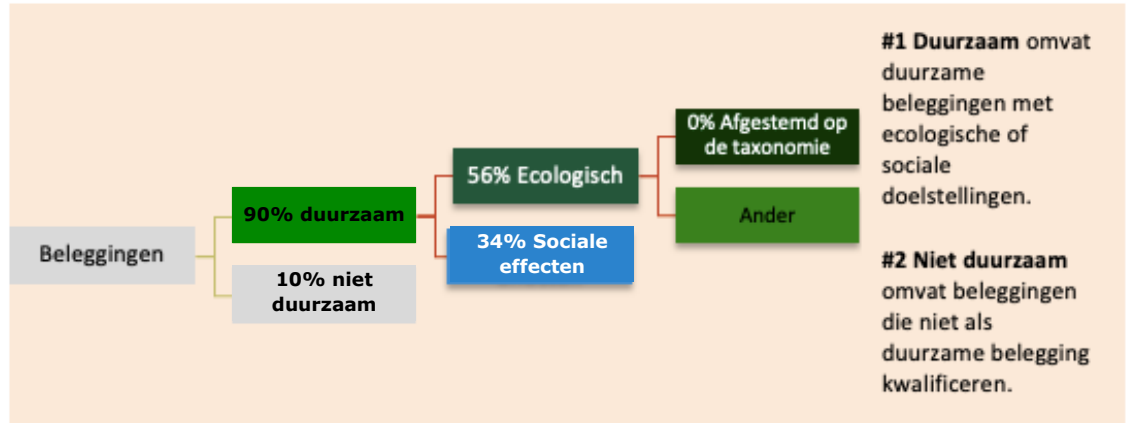 Beleggingen
90% duurzaam
10% niet
duurzaam
56% Ecologisch
34% Sociale
effecten
0% Afgestemd op
de taxonomie
Ander
#1 Duurzaam omvat
duurzame
beleggingen met
ecologische of
sociale
doelstellingen.
#2 Niet duurzaam
omvat beleggingen
die niet als
duurzame belegging
kwalificeren.